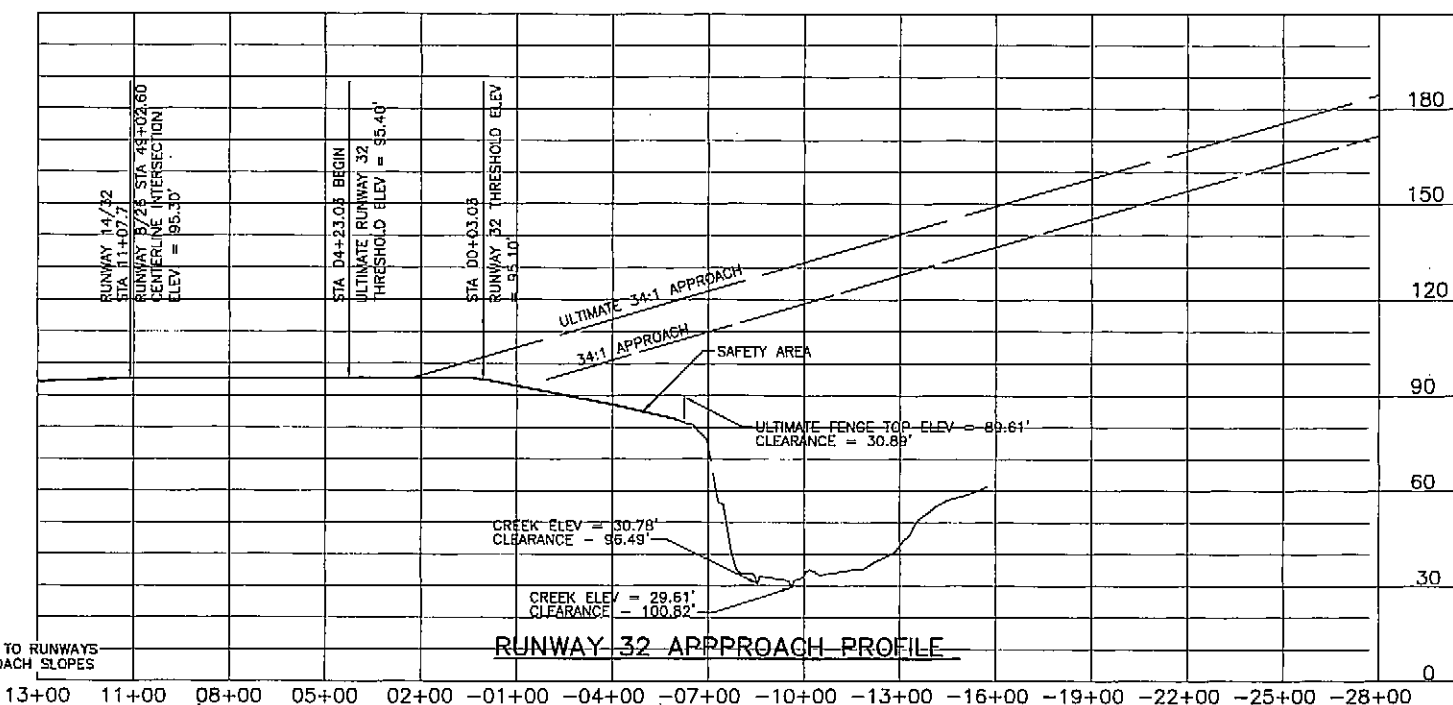 RUNWAY 14/32
STA 11+07.7
RUNWAY 8/26 STA 49+02.60
CENTERLINE INTERSECTION
ELEV = 95.30'
STA 04+23.03 BEGIN
ULTIMATE RUNWAY 32
THRESHOLD ELEV = 95.40'
STA 00+03.03
RUNWAY 32 THRESHOLD ELEV
= 95.10'
ULTIMATE 34:1 APPROACH
34:1 APPROACH
SAFETY AREA
ULTIMATE FENCE TOP ELEV = 89.61'
CLEARANCE = 30.89'
CREEK ELEV = 30.78'
CLEARANCE - 96.49'
CREEK ELEV = 29.61'
CLEARANCE - 100.82'
180
150
120
90
60
30
0
RUNWAY 32 APPPROACH PROFILE
TO RUNWAYS
OACH SLOPES
13+00 11+00 08+00 05+00 02+00 -01+00 -04+00 -07+00 -10+00 -13+00 -16+00 -19+00 -22+00 -25+00 -28+00